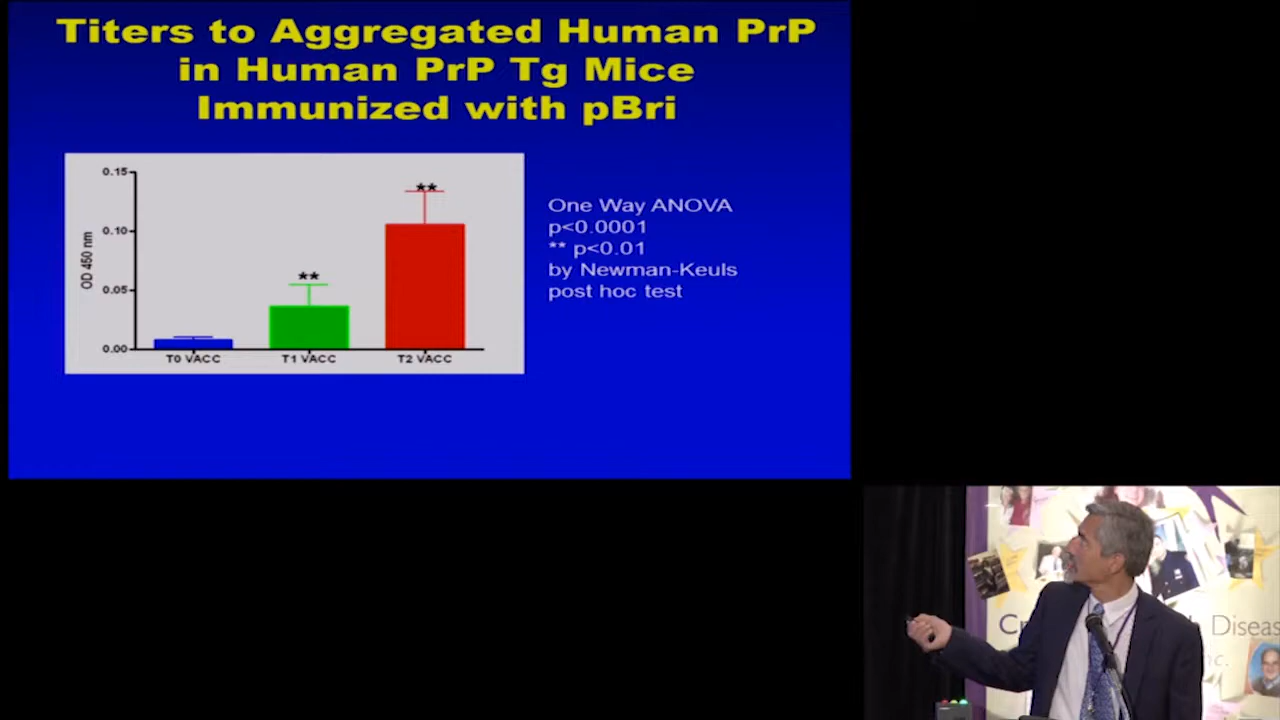 Titers to Aggregated Human PrP
in Human PrP Tg Mice
Immunized with pBri
0.15
0.10
0.05
0.00
OD 450 nm
**
**
T0 VACC
T1 VACC
T2 VACC
One Way ANOVA
p<0.0001
** p<0.01
by Newman-Keuls
post hoc test
Disea